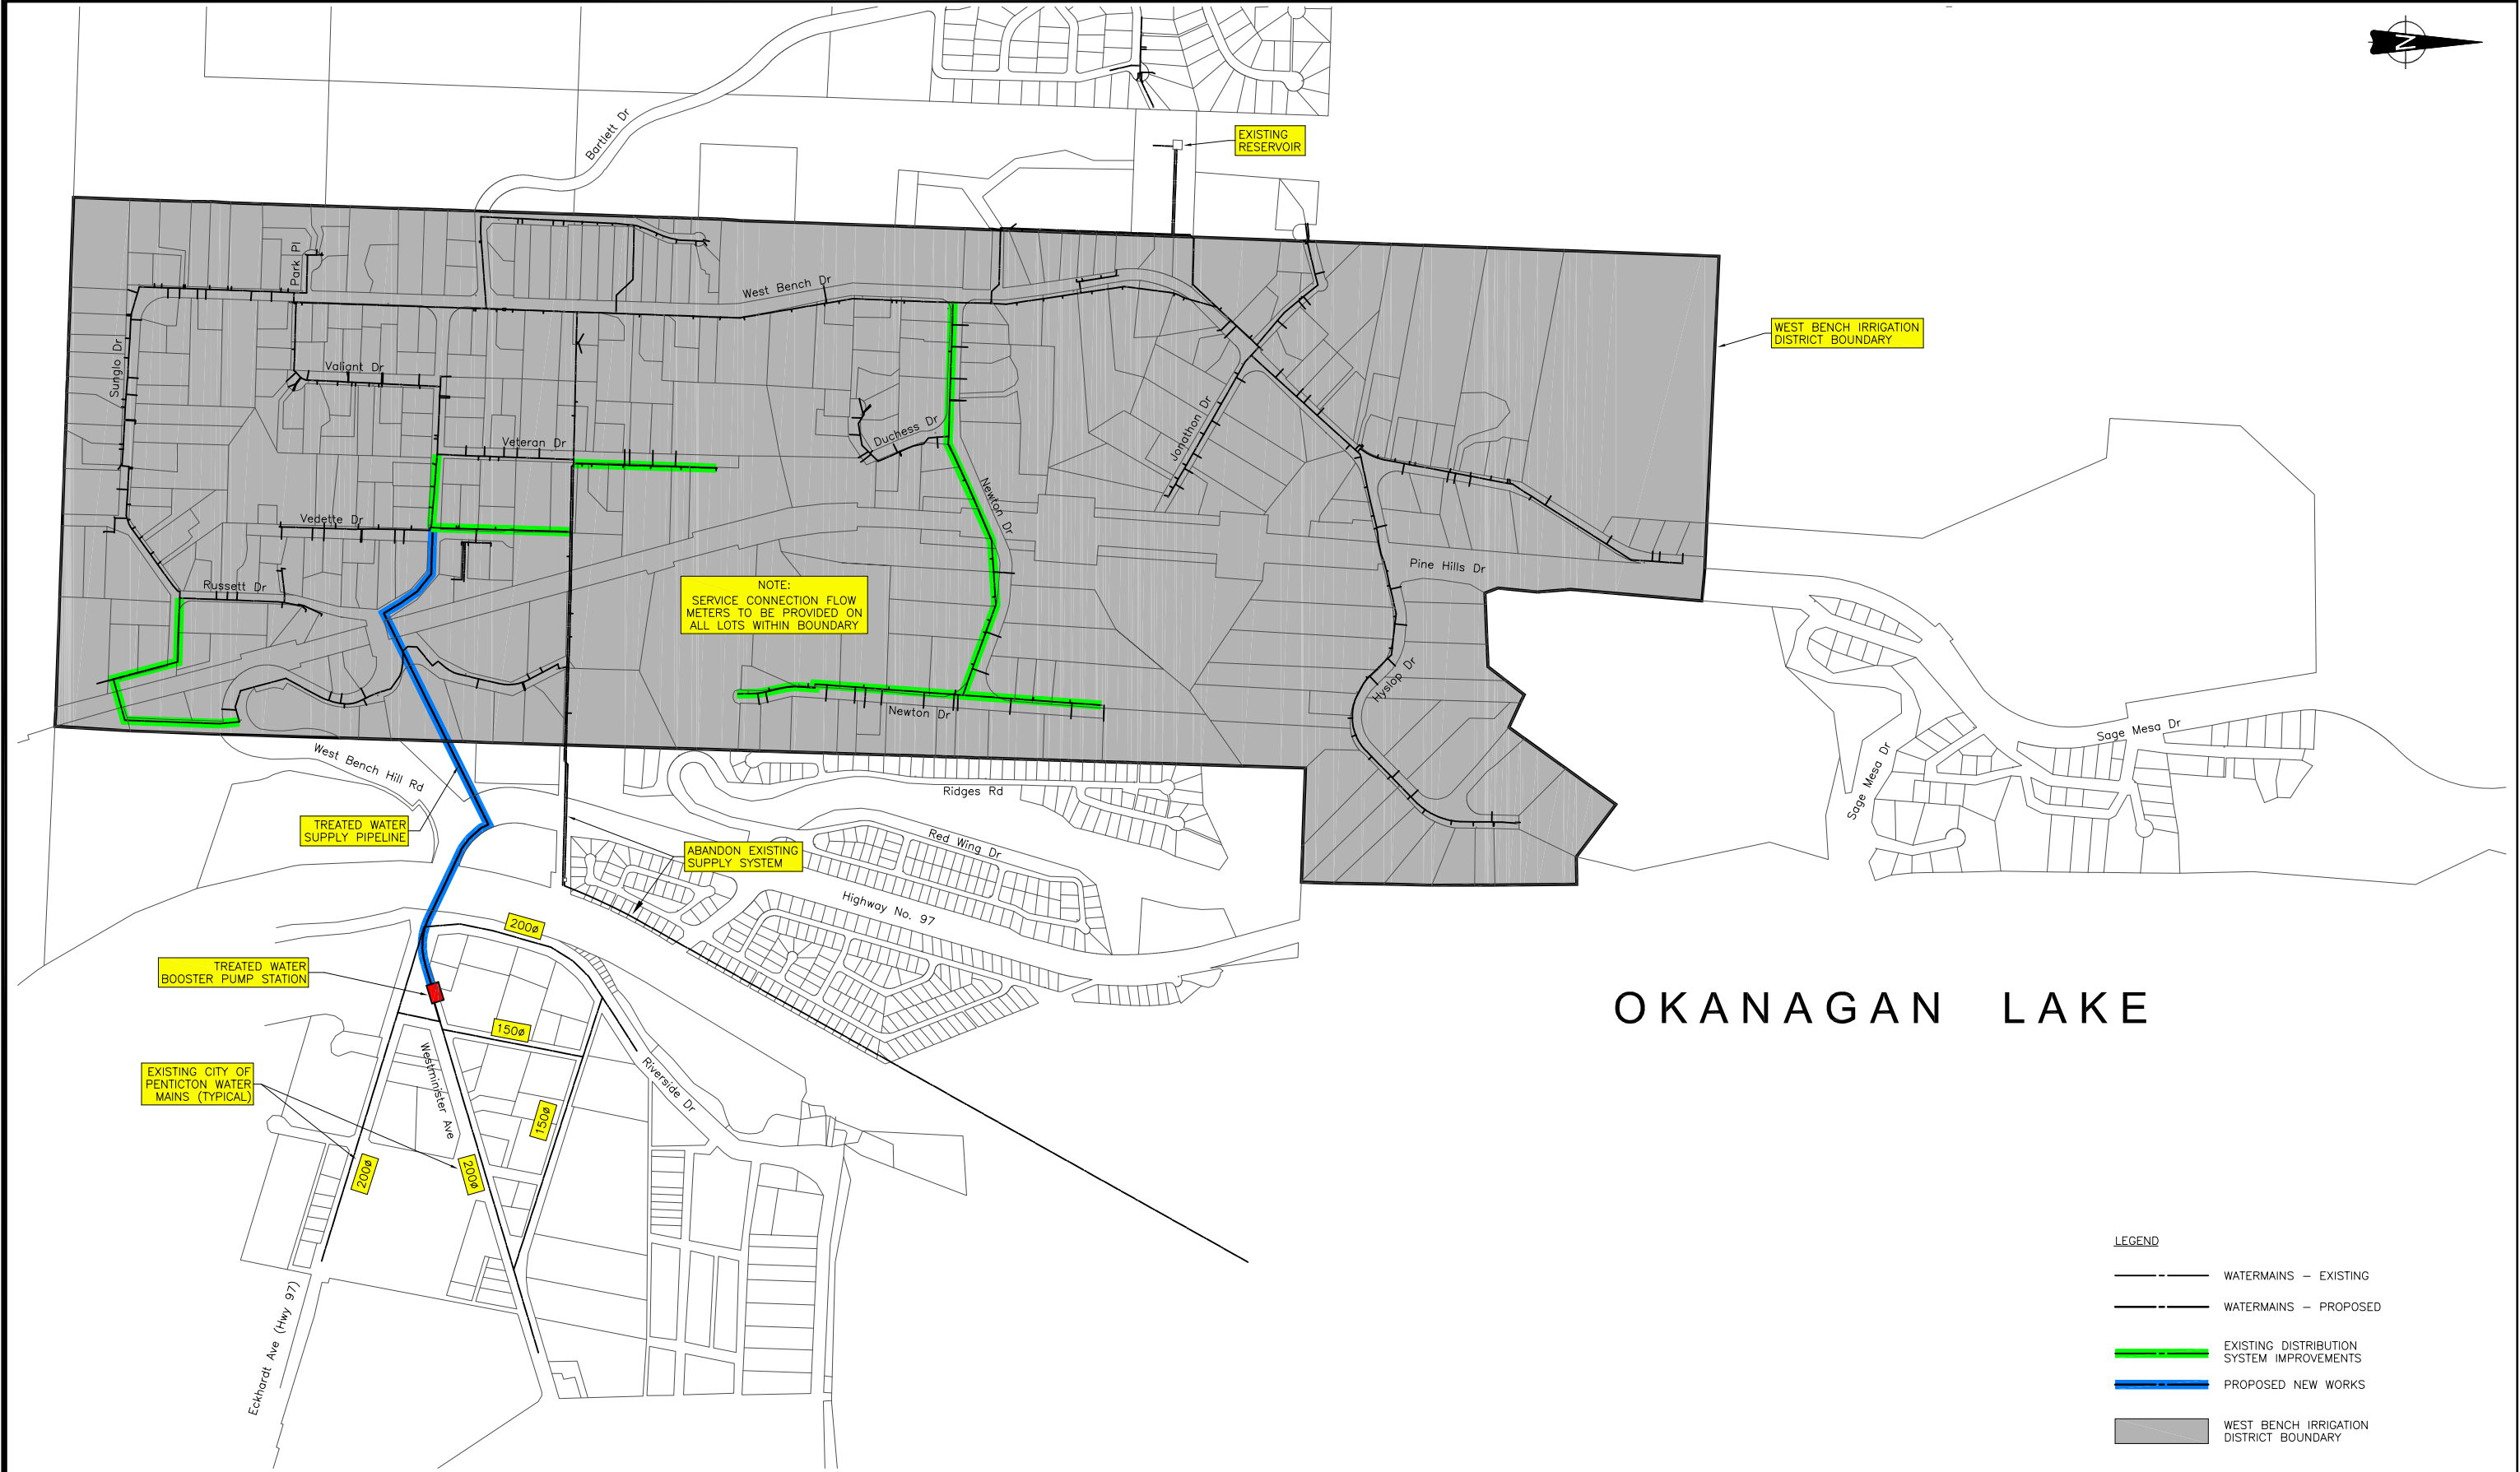 N
Bartlett Dr
EXISTING
RESERVOIR
Park Pl
West Bench Dr
WEST BENCH IRRIGATION
DISTRICT BOUNDARY
Sunglo Dr
Valiant Dr
Veteran Dr
Duchess Dr
Jonathon Dr
Newton Dr
Vedette Dr
Russett Dr
NOTE:
SERVICE CONNECTION FLOW
METERS TO BE PROVIDED ON
ALL LOTS WITHIN BOUNDARY
Pine Hills Dr
Hyslop Dr
Newton Dr
Sage Mesa Dr
Sage Mesa Dr
West Bench Hill Rd
Ridges Rd
TREATED WATER
SUPPLY PIPELINE
Red Wing Dr
ABANDON EXISTING
SUPPLY SYSTEM
Highway No. 97
200ø
TREATED WATER
BOOSTER PUMP STATION
OKANAGAN LAKE
150ø
EXISTING CITY OF
PENTICTON WATER
MAINS (TYPICAL)
Westminister Ave
Riverside Dr
150ø
200ø
200ø
Eckhardt Ave (Hwy 97)
LEGEND
WATERMAINS – EXISTING
WATERMAINS – PROPOSED
EXISTING DISTRIBUTION
SYSTEM IMPROVEMENTS
PROPOSED NEW WORKS
WEST BENCH IRRIGATION
DISTRICT BOUNDARY